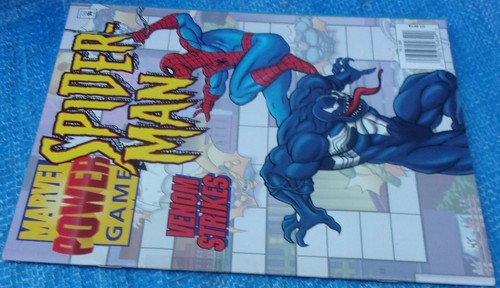 MARVEL
POWER
GAME
SPIDER-
MAN
VENOM
STRIKES